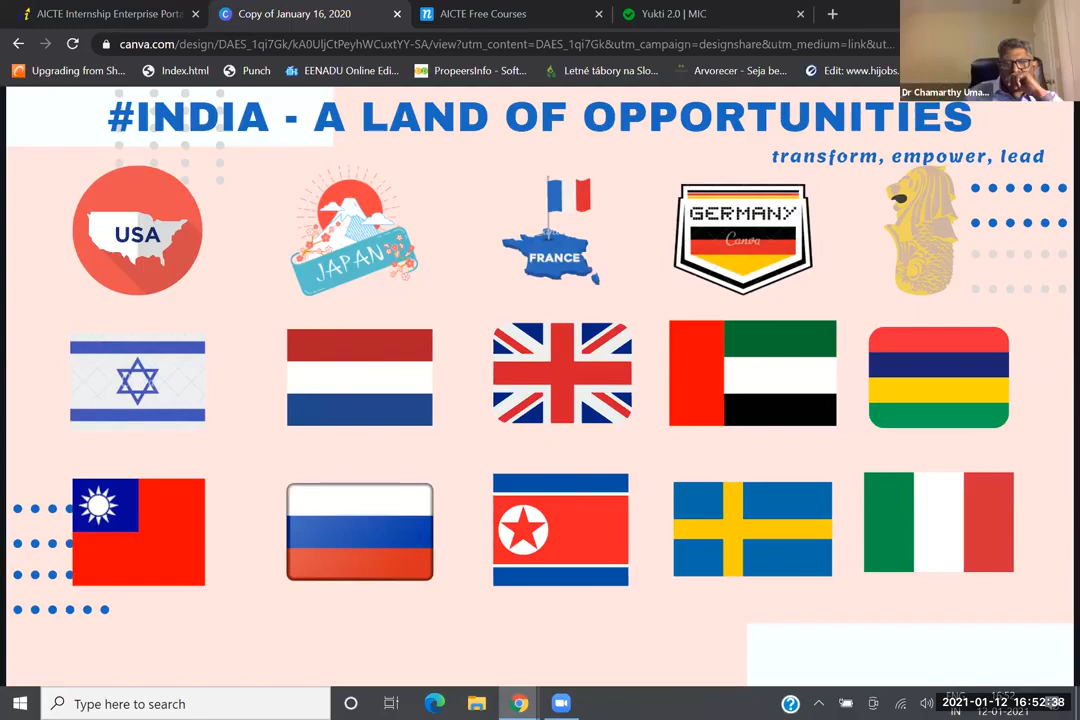 AICTE Internship Enterprise Porta
Copy of January 16, 2020
AICTE Free Courses
Yukti 2.0 | MIC
canva.com/design/DAES_1qi7Gk/kA0UljCtPeyhWCuxtYY-SA/view?utm_content=DAES_1qi7Gk&utm_campaign=designshare&utm_medium=link&ut...
Upgrading from Sh...
Index.html
Punch
EENADU Online Edi...
PropeersInfo - Soft...
Letné tábory na Slo...
Arvorecer - Seja be...
Edit: www.hijobs.
Dr Chamarthy Uma...
#INDIA - A LAND OF OPPORTUNITIES
transform, empower, lead
USA
JAPAN
FRANCE
GERMANY
Canva
Type here to search
ENG
IN
16:52
12-01-2021
2021-01-12 16:52:38